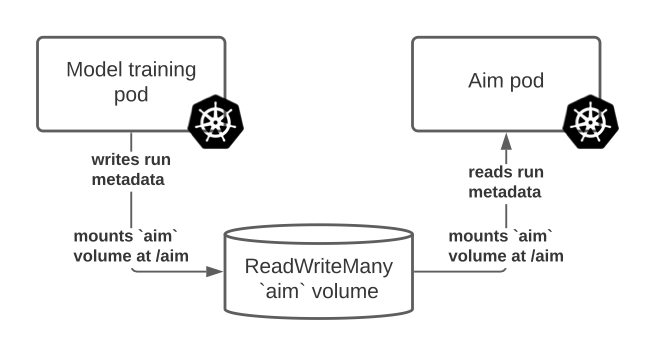 Model training
pod
Aim pod
writes run
metadata
reads run
metadata
mounts `aim`
volume at /aim
mounts `aim`
volume at /aim
ReadWriteMany
`aim` volume